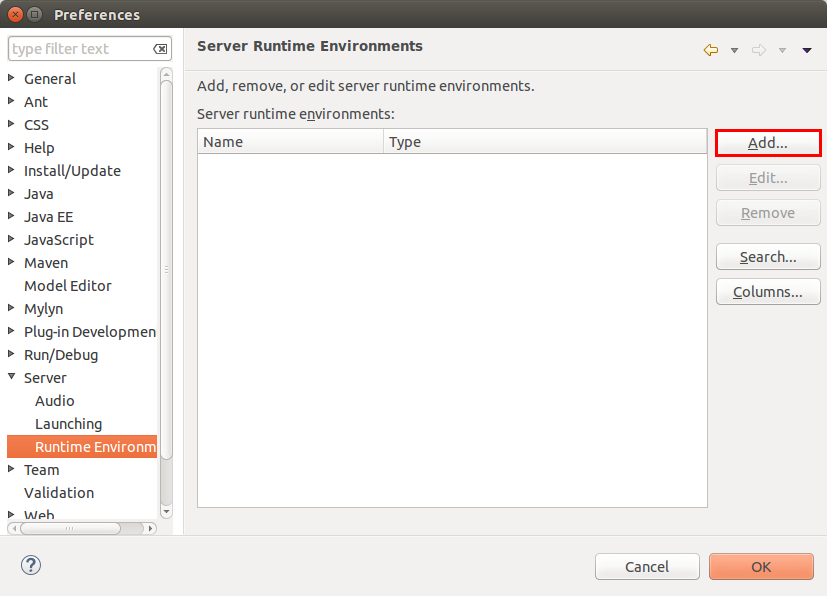 Preferences
type filter text
General
Ant
CSS
Help
Install/Update
Java
Java EE
JavaScript
Maven
Model Editor
Mylyn
Plug-in Developmen
Run/Debug
Server
Audio
Launching
Runtime Environm
Team
Validation
Web
Server Runtime Environments
Add, remove, or edit server runtime environments.
Server runtime environments:
Name Type
Add...
Edit...
Remove
Search...
Columns...
?
Cancel OK